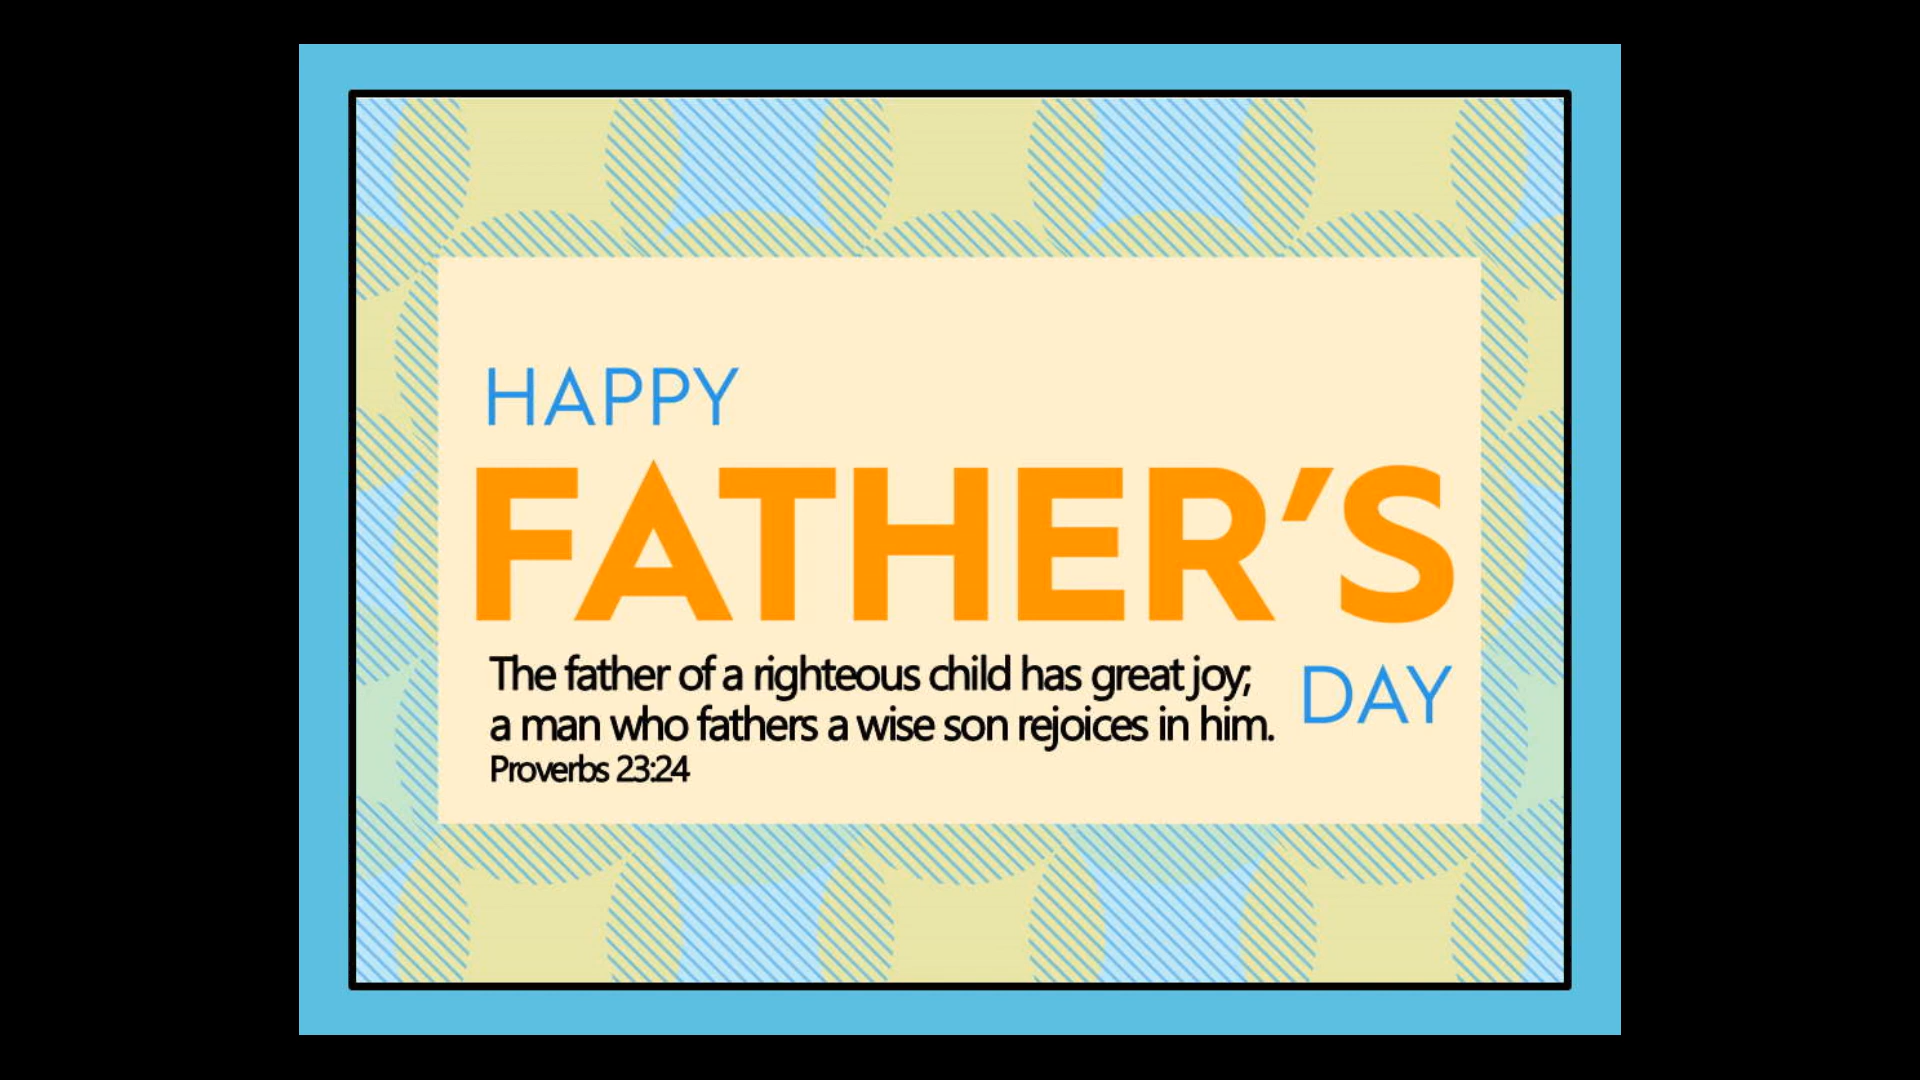 HAPPY
FATHER’S
DAY
The father of a righteous child has great joy;
a man who fathers a wise son rejoices in him.
Proverbs 23:24